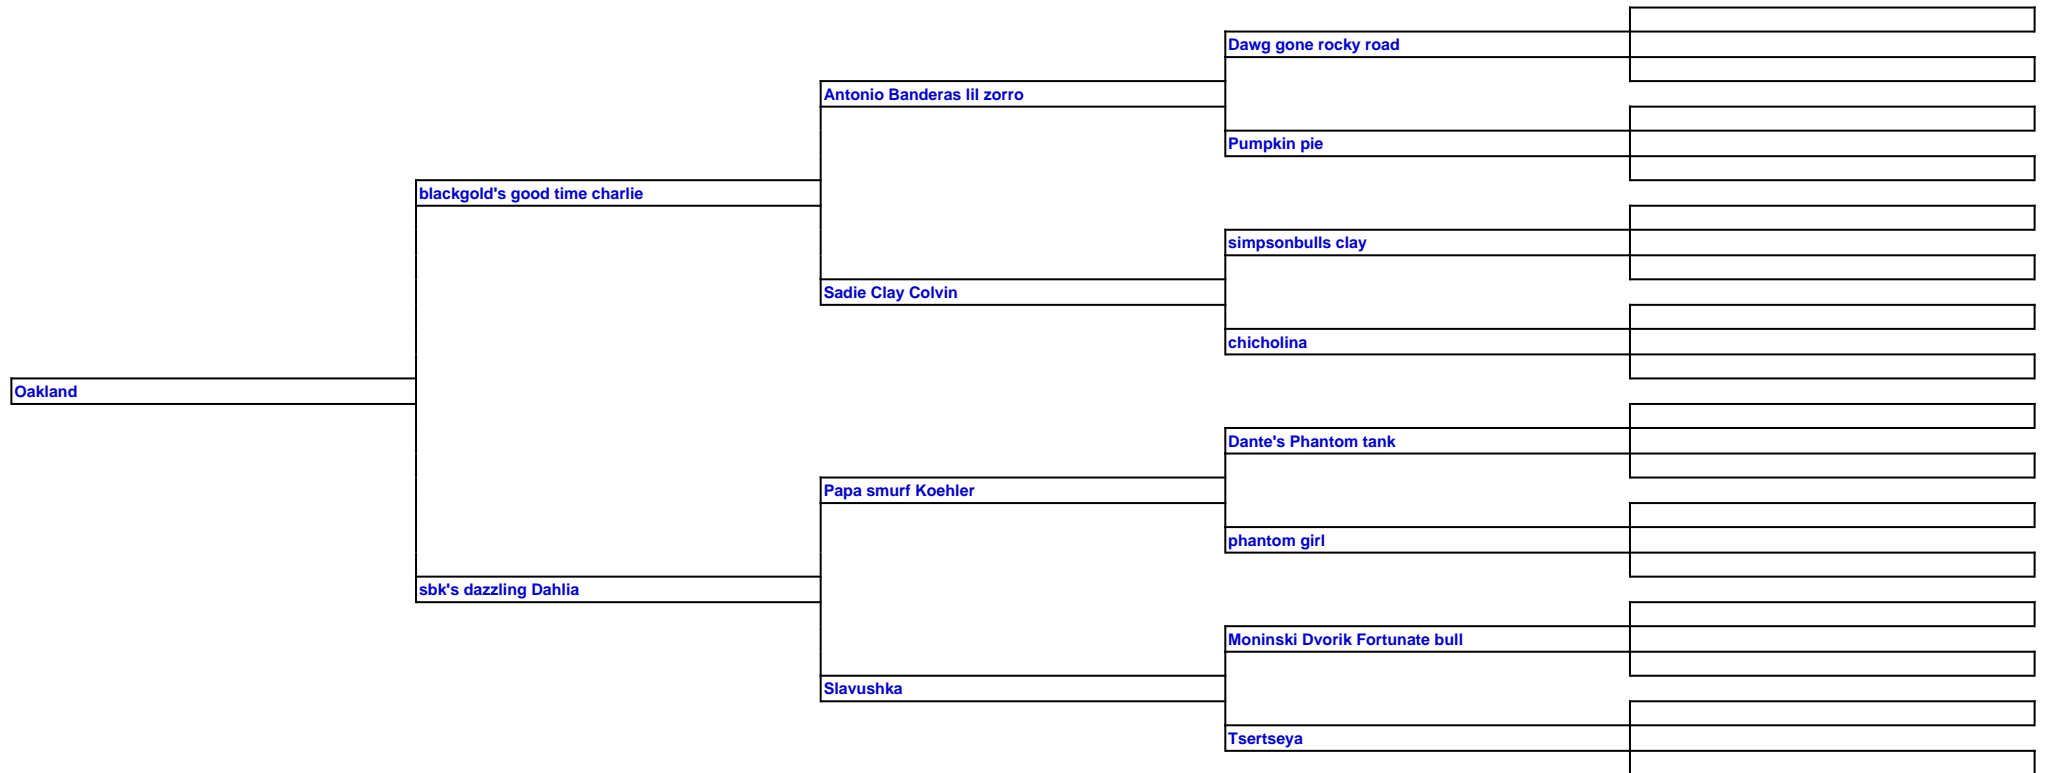 Dawg gone rocky road
Antonio Banderas lil zorro
Pumpkin pie
blackgold's good time charlie
simpsonbulls clay
Sadie Clay Colvin
chicholina
Oakland
Dante's Phantom tank
Papa smurf Koehler
phantom girl
sbk's dazzling Dahlia
Moninski Dvorik Fortunate bull
Slavushka
Tsertseya